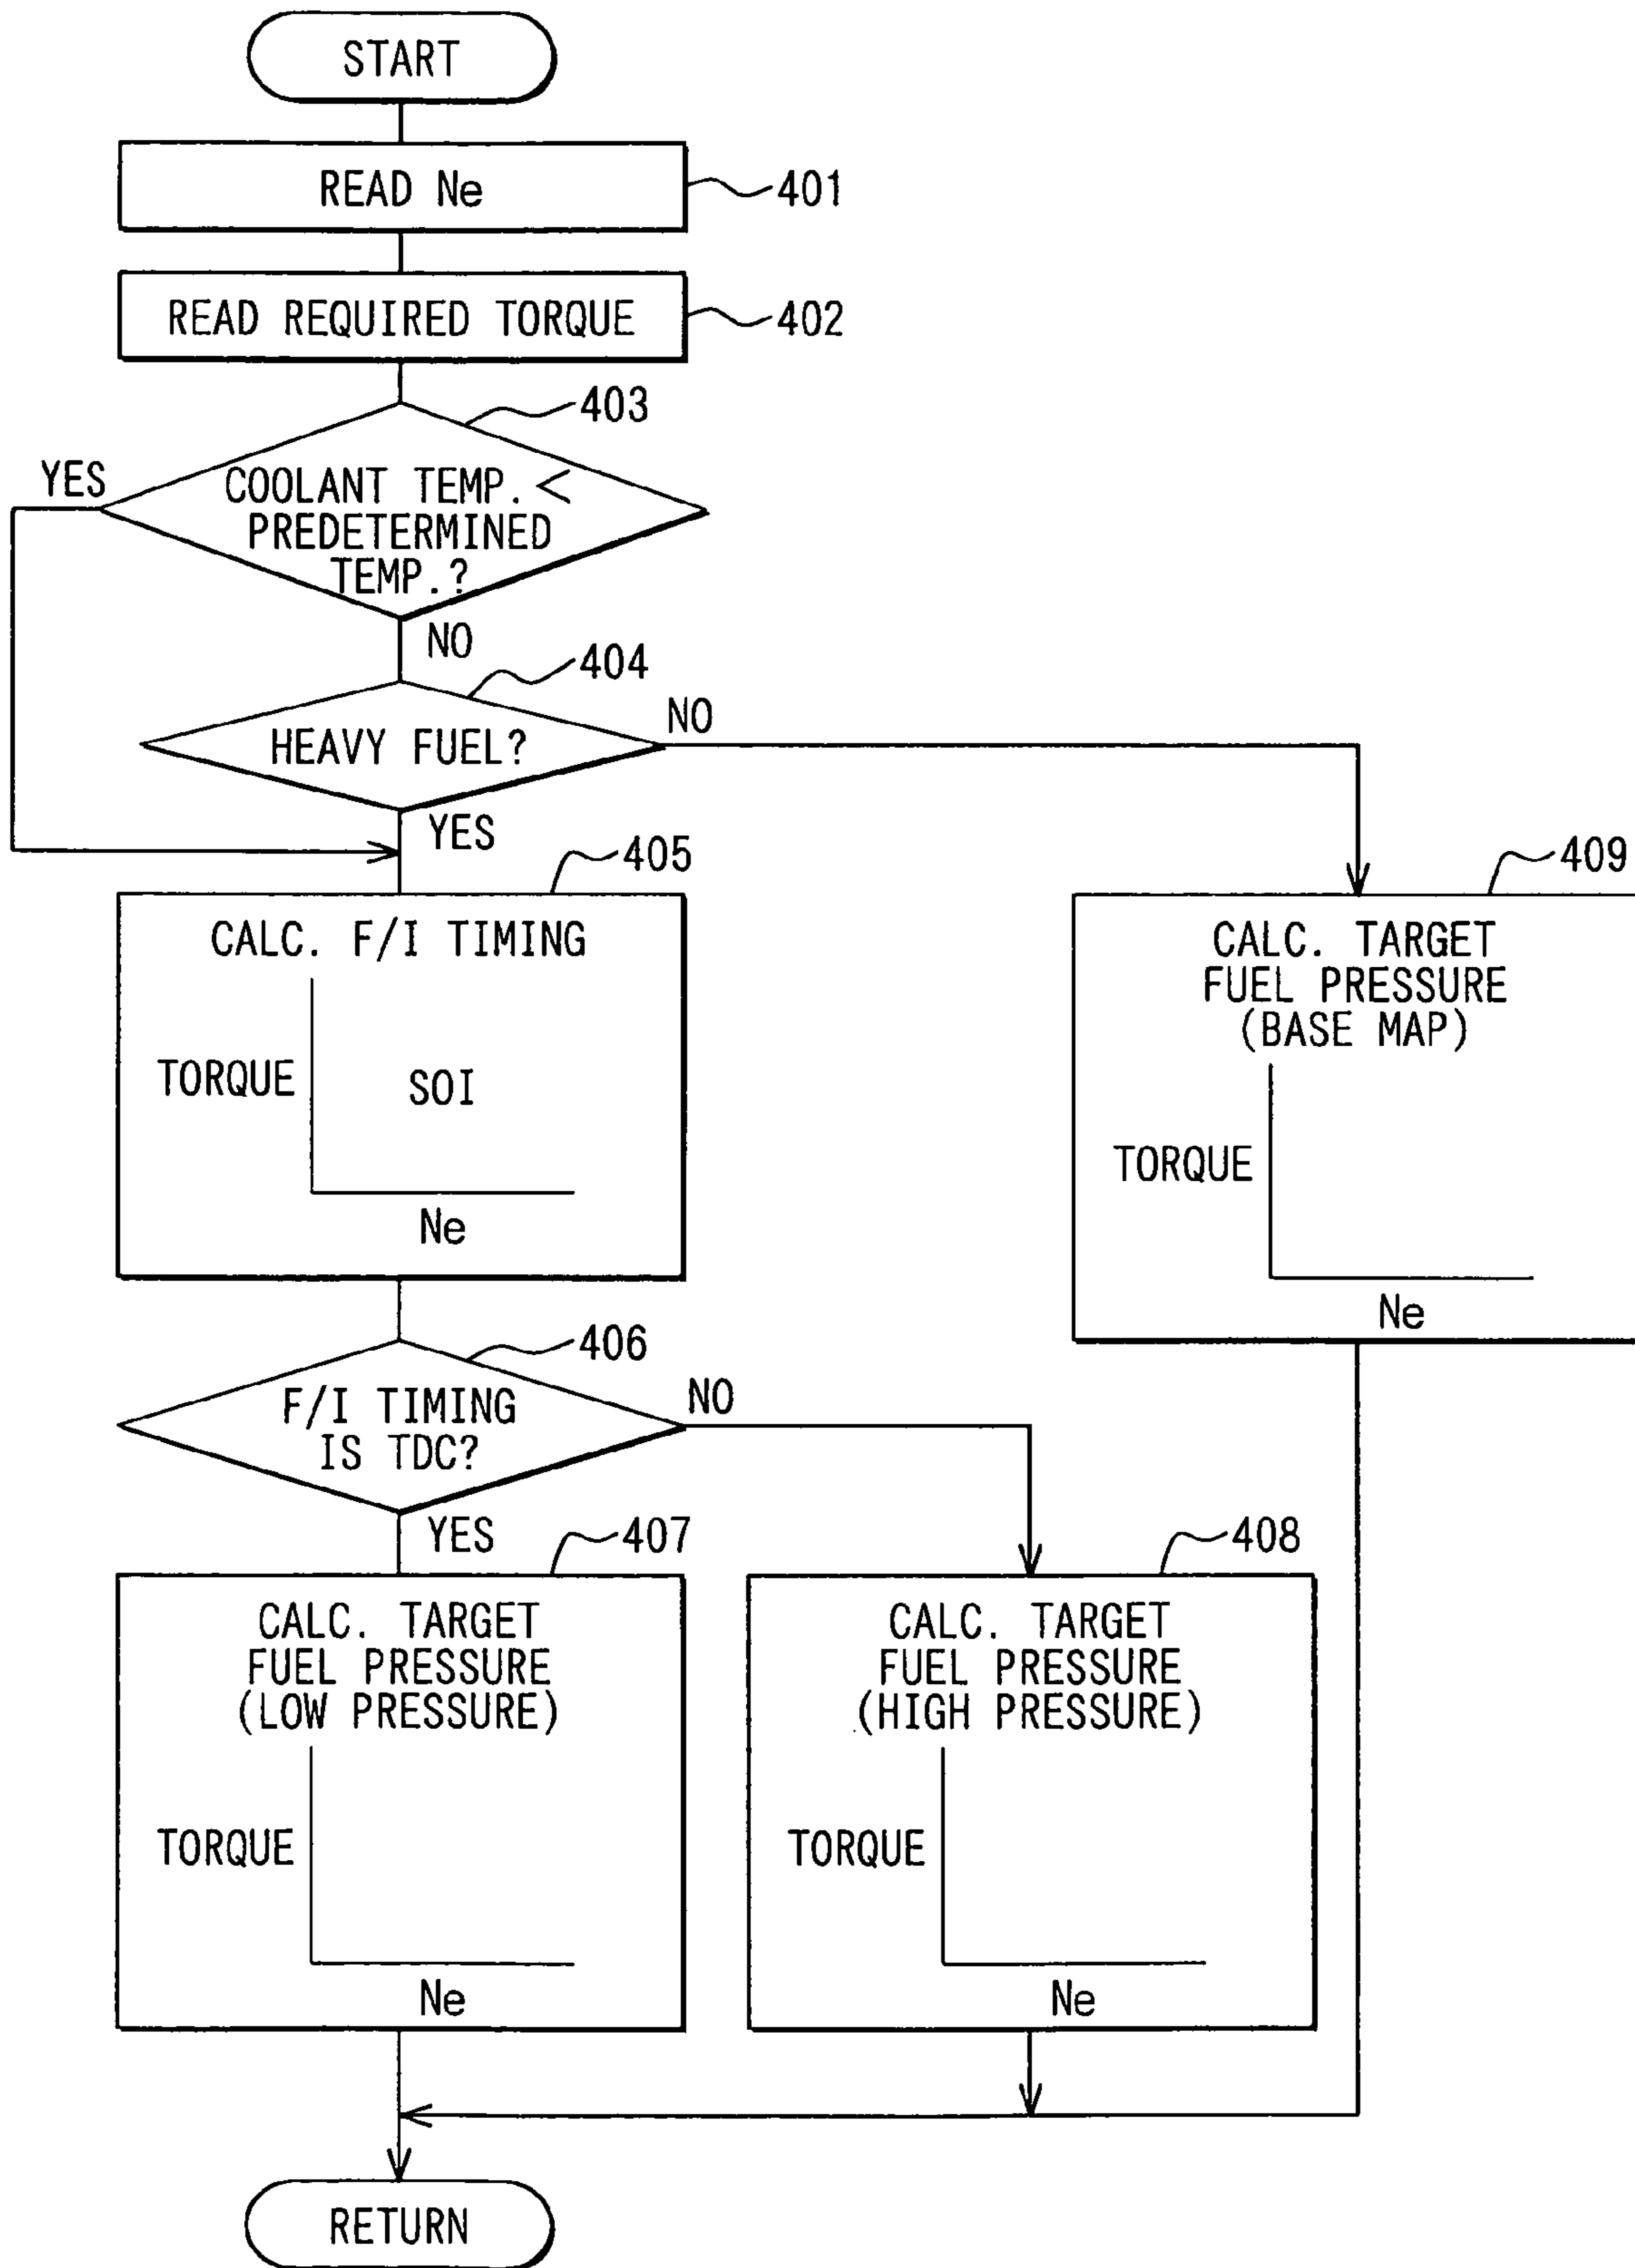 START
READ Ne
401
READ REQUIRED TORQUE
402
403
YES
COOLANT TEMP. <
PREDETERMINED
TEMP.?
NO
404
HEAVY FUEL?
NO
YES
405
CALC. F/I TIMING
TORQUE
SOI
Ne
409
CALC. TARGET
FUEL PRESSURE
(BASE MAP)
TORQUE
Ne
406
F/I TIMING
IS TDC?
NO
YES
407
CALC. TARGET
FUEL PRESSURE
(LOW PRESSURE)
TORQUE
Ne
408
CALC. TARGET
FUEL PRESSURE
(HIGH PRESSURE)
TORQUE
Ne
RETURN